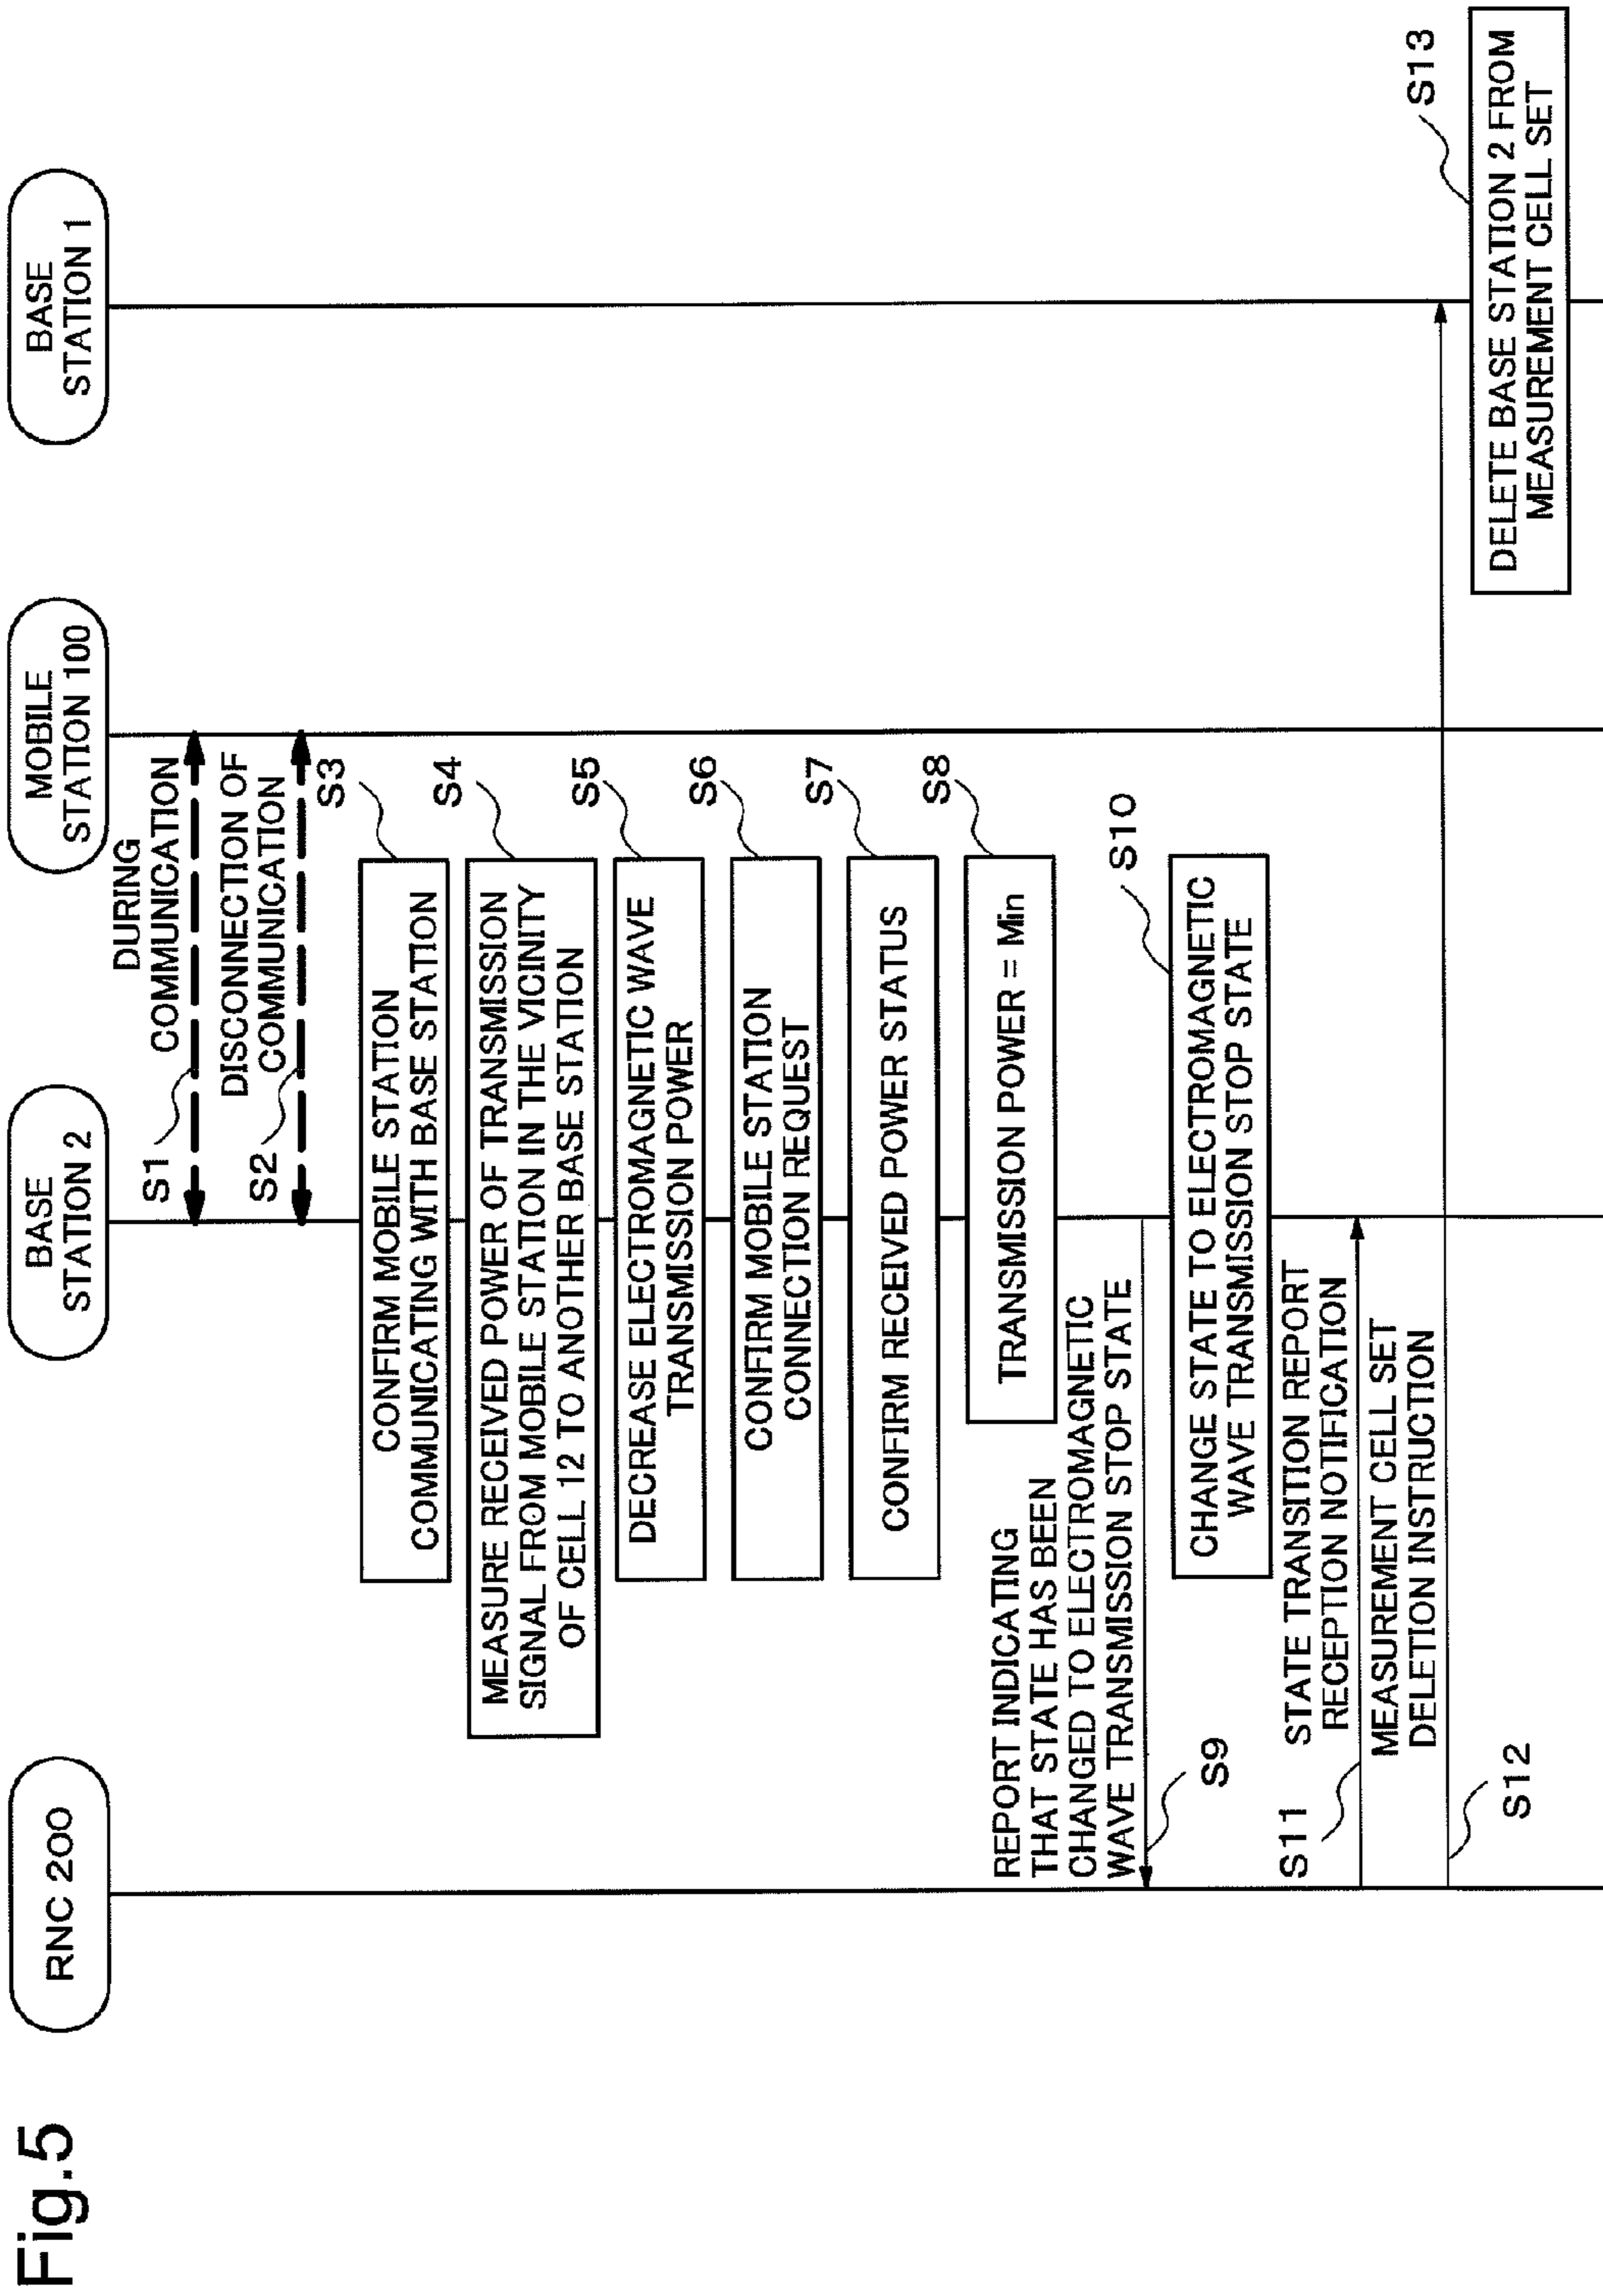 Fig.5
RNC 200
BASE
STATION 2
MOBILE
STATION 100
BASE
STATION 1
DURING
COMMUNICATION
S1
DISCONNECTION OF
COMMUNICATION
S2
S3
CONFIRM MOBILE STATION
COMMUNICATING WITH BASE STATION
S4
MEASURE RECEIVED POWER OF TRANSMISSION
SIGNAL FROM MOBILE STATION IN THE VICINITY
OF CELL 12 TO ANOTHER BASE STATION
S5
DECREASE ELECTROMAGNETIC WAVE
TRANSMISSION POWER
S6
CONFIRM MOBILE STATION
CONNECTION REQUEST
S7
CONFIRM RECEIVED POWER STATUS
S8
TRANSMISSION POWER = Min
REPORT INDICATING
THAT STATE HAS BEEN
CHANGED TO ELECTROMAGNETIC
WAVE TRANSMISSION STOP STATE
S9
S10
CHANGE STATE TO ELECTROMAGNETIC
WAVE TRANSMISSION STOP STATE
S11
STATE TRANSITION REPORT
RECEPTION NOTIFICATION
MEASUREMENT CELL SET
DELETION INSTRUCTION
S12
S13
DELETE BASE STATION 2 FROM
MEASUREMENT CELL SET